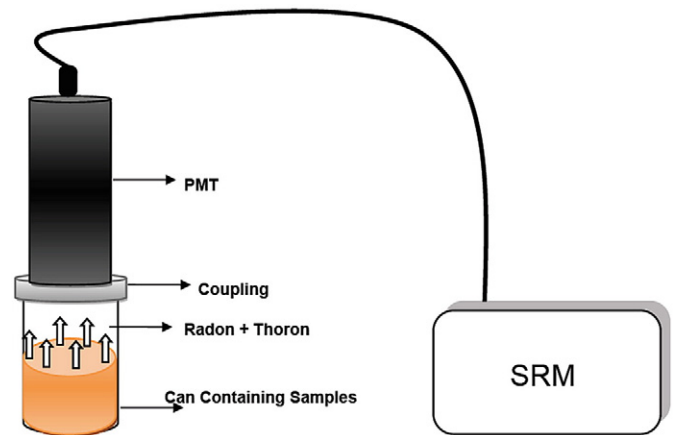 PMT
Coupling
Radon + Thoron
SRM
Can Containing Samples